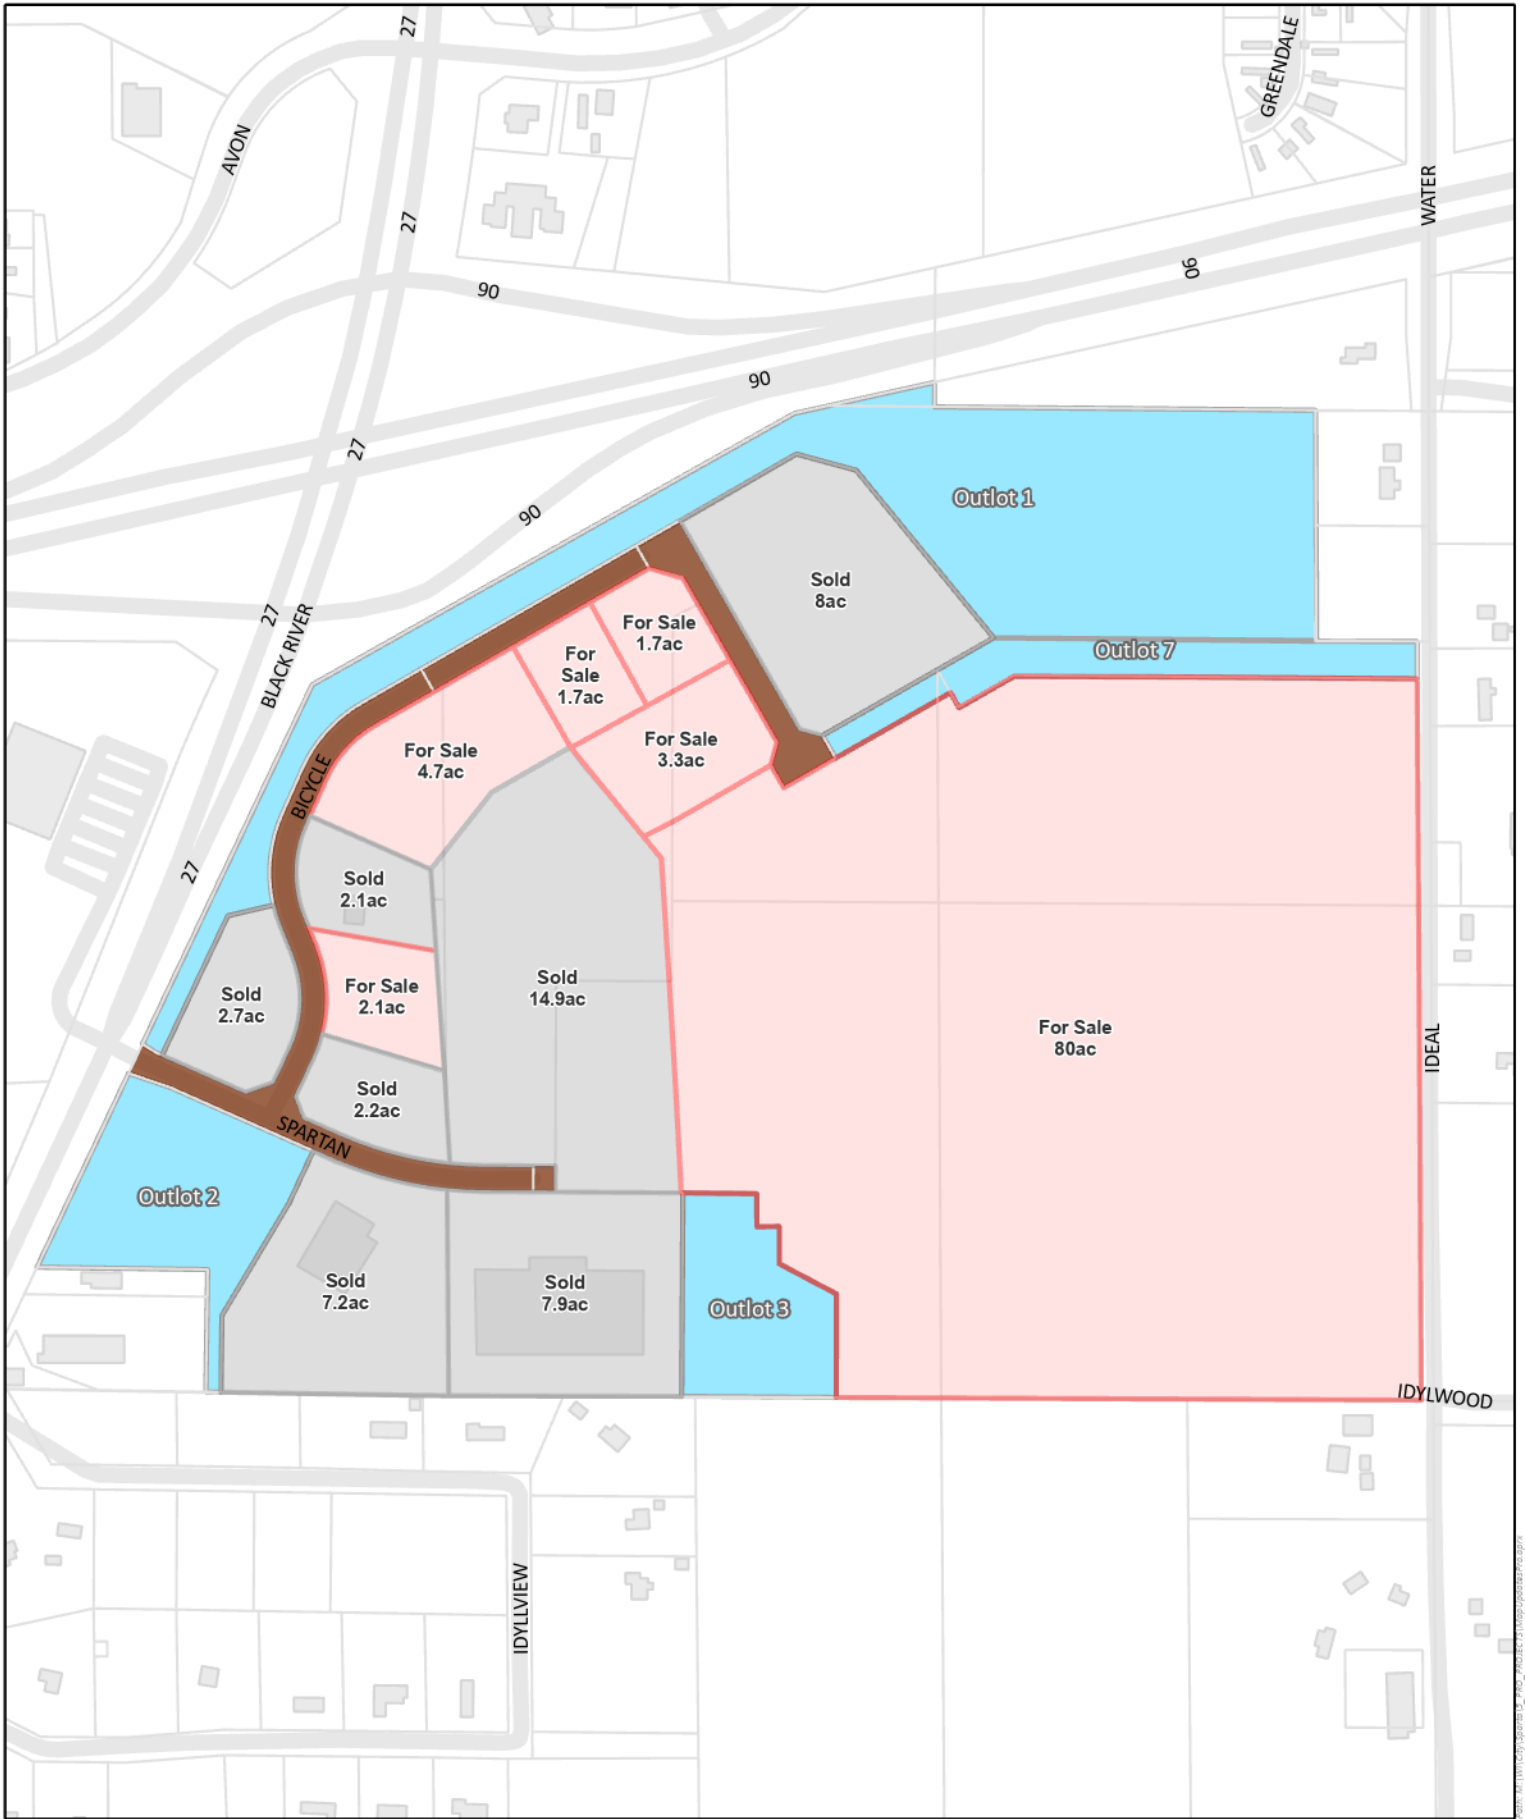 27
GREENDALE
AVON
WATER
27
90
90
90
27
Outlot 1
90
Sold
8ac
27
BLACK RIVER
For Sale
1.7ac
For
Sale
1.7ac
Outlot 7
For Sale
4.7ac
For Sale
3.3ac
BICYCLE
27
Sold
2.1ac
Sold
2.7ac
For Sale
2.1ac
Sold
14.9ac
For Sale
80ac
IDEAL
Sold
2.2ac
SPARTAN
Outlot 2
Sold
7.2ac
Sold
7.9ac
Outlot 3
IDYLWOOD
IDYLLVIEW